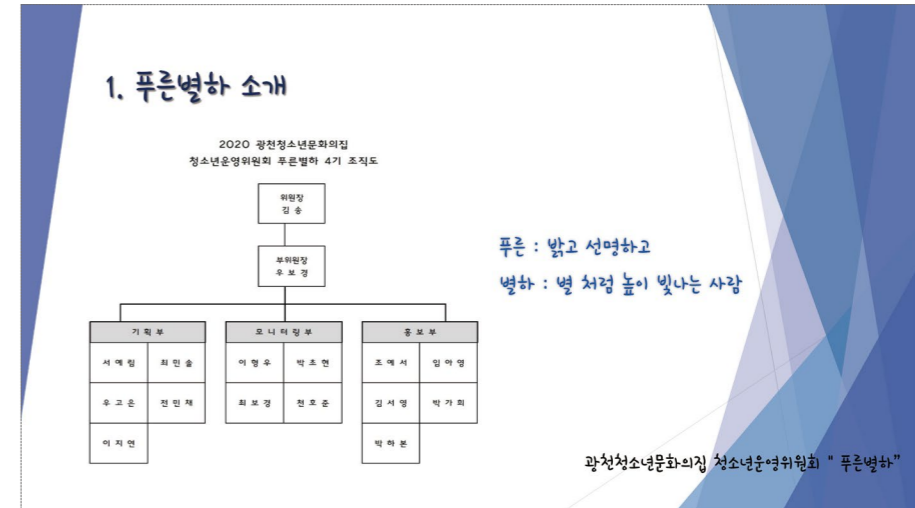 1. 푸른별하 소개
2020 광천청소년문화의집
청소년운영위원회 푸른별하 4기 조직도
위원장
김 송
부위원장
우 보 경
기 획 부
모 니 터 링 부
홍 보 부
서 예 림
최 민 솔
이 형 우
박 초 현
조 예 서
임 아 영
우 고 은
전 민 재
최 보 경
천 호 준
김 서 영
박 가 희
이 지 연
박 하 본
푸른 : 밝고 선명하고
별하 : 별 처럼 높이 빛나는 사람
광천청소년문화의집 청소년운영위원회 " 푸른별하"